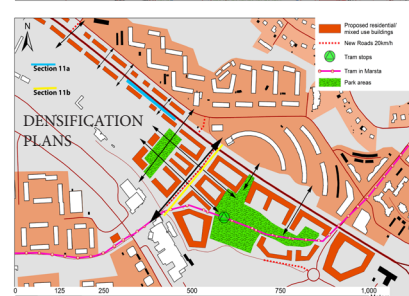 N
Proposed residential/
mixed use buildings
New Roads 20km/h
Tram stops
Tram in Marsta
Park areas
Section 11a
Section 11b
DENSIFICATION
PLANS
0 125 250 500 750 1,000